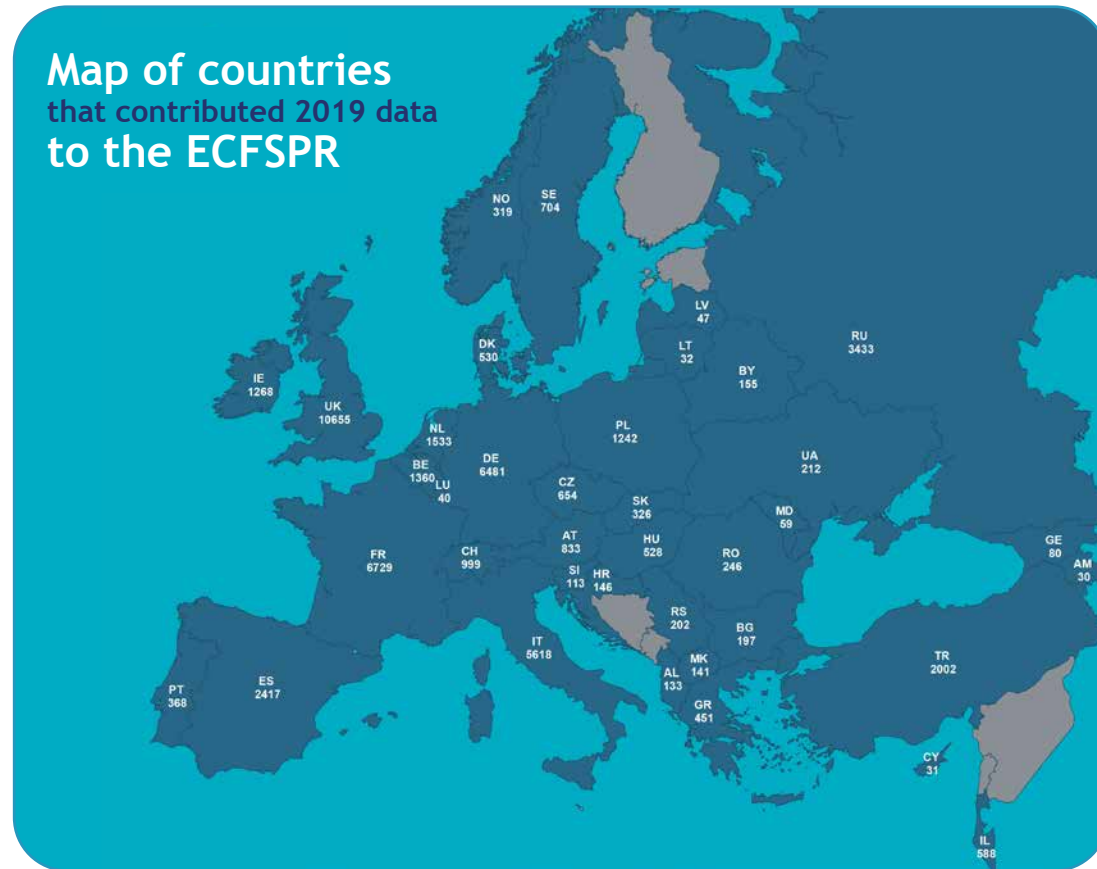 Map of countries
that contributed 2019 data
to the ECFSPR
NO
319
SE
704
LV
47
RU
3433
DK
530
LT
32
BY
155
IE
1268
UK
10655
NL
1533
PL
1242
DE
6481
UA
212
BE
1360
LU
40
CZ
654
SK
326
MD
59
AT
833
HU
528
GE
80
FR
6729
CH
999
RO
246
AM
30
SI
113
HR
146
RS
202
BG
197
IT
5618
MK
141
TR
2002
AL
133
PT
368
ES
2417
GR
451
CY
31
IL
588